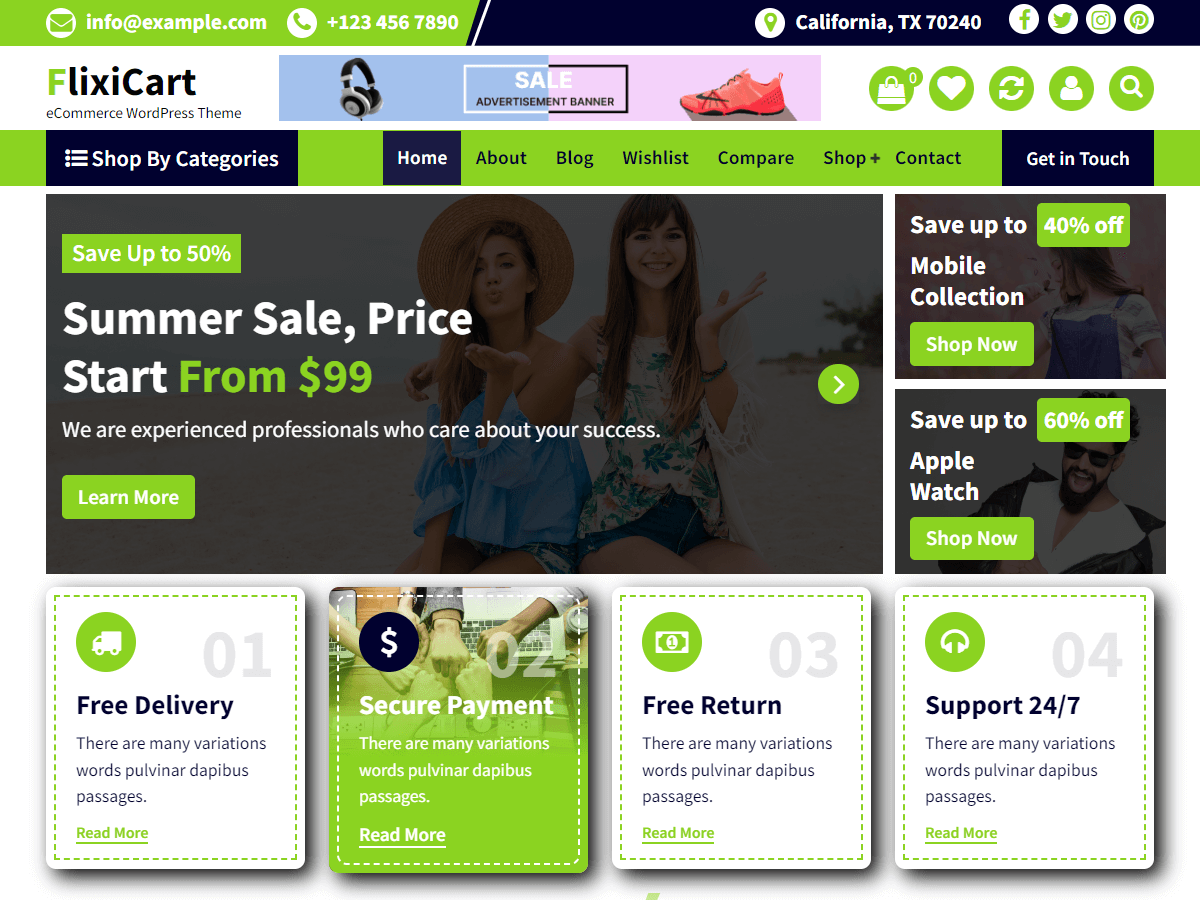 info@example.com
+123 456 7890
California, TX 70240
FlixiCart
eCommerce WordPress Theme
SALE
ADVERTISEMENT BANNER
0
Shop By Categories
Home
About
Blog
Wishlist
Compare
Shop +
Contact
Get in Touch
Save Up to 50%
Summer Sale, Price
Start From $99
We are experienced professionals who care about your success.
Learn More
Save up to 40% off
Mobile
Collection
Shop Now
Save up to 60% off
Apple
Watch
Shop Now
01
Free Delivery
There are many variations
words pulvinar dapibus
passages.
Read More
$
02
Secure Payment
There are many variations
words pulvinar dapibus
passages.
Read More
03
Free Return
There are many variations
words pulvinar dapibus
passages.
Read More
04
Support 24/7
There are many variations
words pulvinar dapibus
passages.
Read More